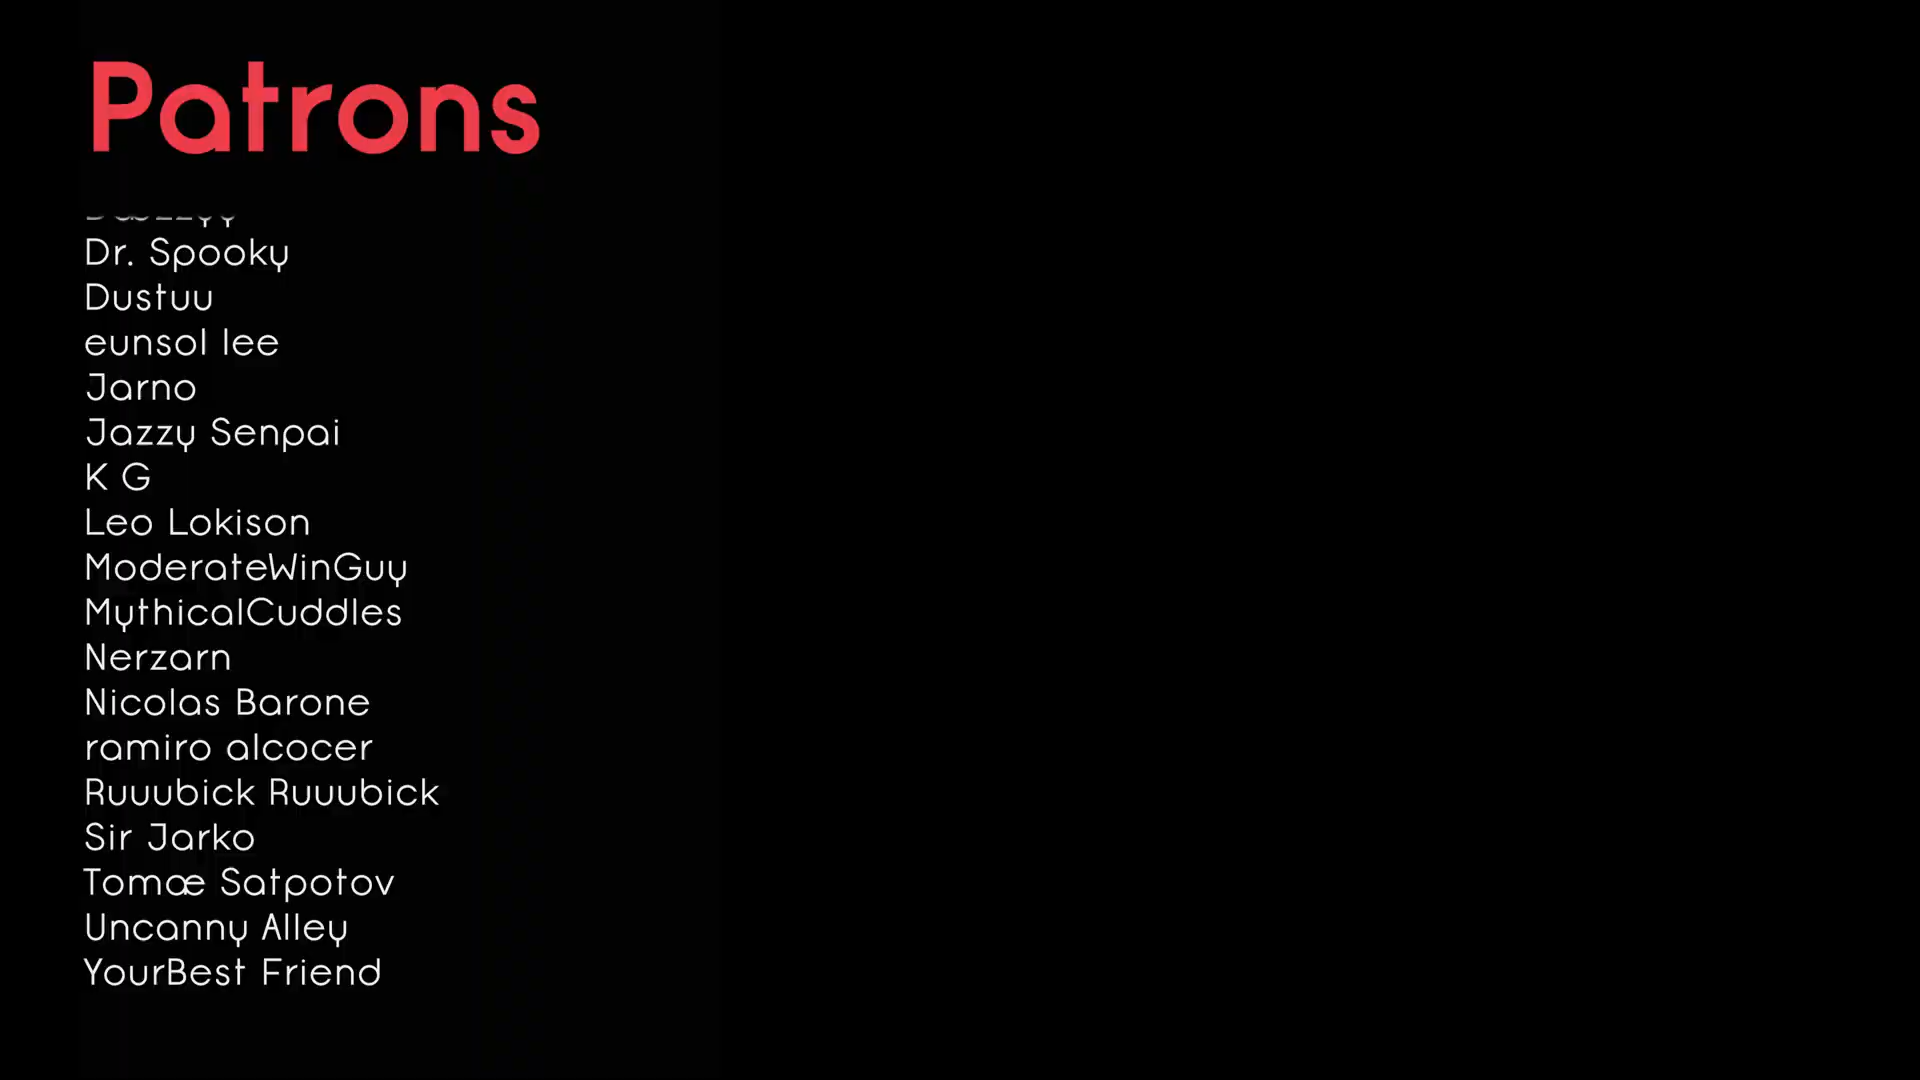 Patrons
Dr. Spooky
Dustuu
eunsol lee
Jarno
Jazzy Senpai
K G
Leo Lokison
ModerateWinGuy
MythicalCuddles
Nerzarn
Nicolas Barone
ramiro alcocer
Ruuubick Ruuubick
Sir Jarko
Tomæ Satpotov
Uncanny Alley
YourBest Friend